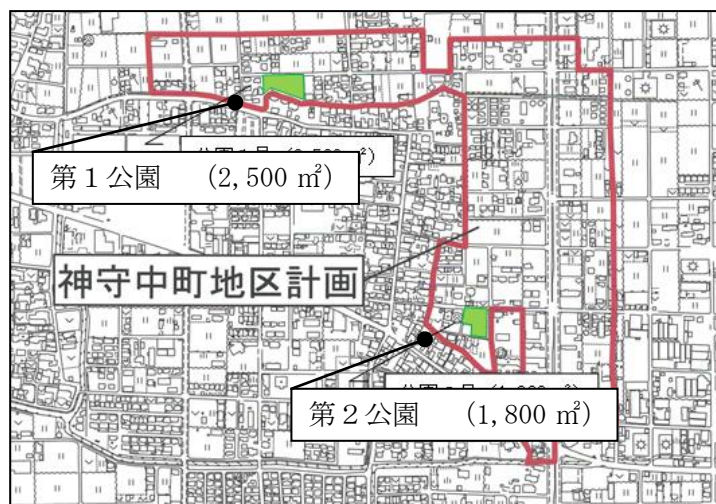 第１公園　（2,500 ㎡）
神守中町地区計画
第２公園　（1,800 ㎡）